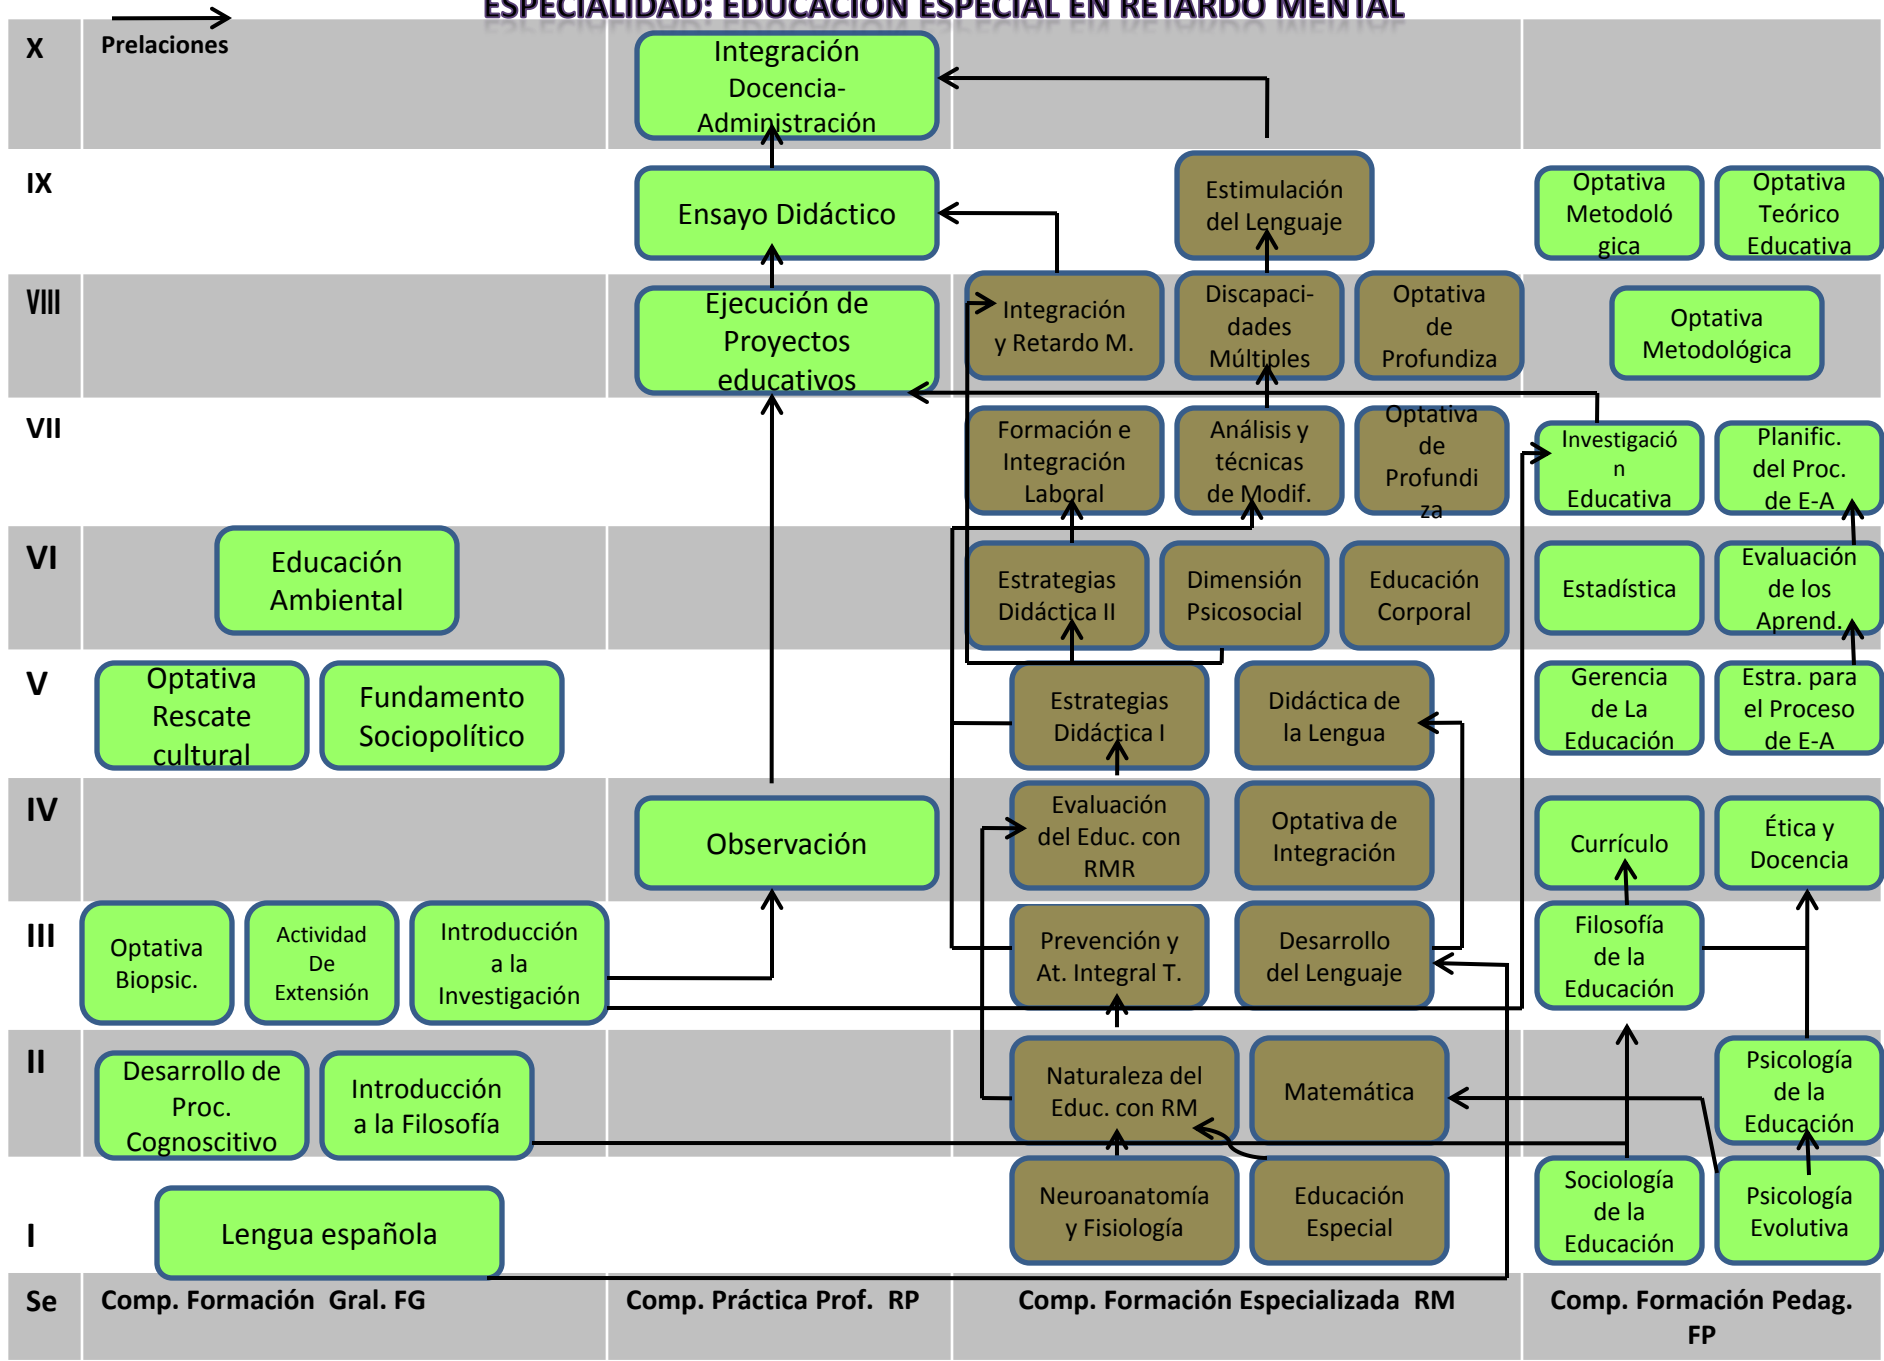 ESPECIALIDAD: EDUCACIÓN ESPECIAL EN RETARDO MENTAL
X
Prelaciones
Integración
Docencia-
Administración
IX
Ensayo Didáctico
Estimulación
del Lenguaje
Optativa
Metodoló
gica
Optativa
Teórico
Educativa
VIII
Ejecución de
Proyectos
educativos
Integración
y Retardo M.
Discapaci-
dades
Múltiples
Optativa
de
Profundiza
Optativa
Metodológica
VII
Formación e
Integración
Laboral
Análisis y
técnicas
de Modif.
Optativa
de
Profundi
za
Investigació
n
Educativa
Planific.
del Proc.
de E-A
VI
Educación
Ambiental
Estrategias
Didáctica II
Dimensión
Psicosocial
Educación
Corporal
Estadística
Evaluación
de los
Aprend.
V
Optativa
Rescate
cultural
Fundamento
Sociopolítico
Estrategias
Didáctica I
Didáctica de
la Lengua
Gerencia
de La
Educación
Estra. para
el Proceso
de E-A
IV
Observación
Evaluación
del Educ. con
RMR
Optativa de
Integración
Currículo
Ética y
Docencia
III
Optativa
Biopsic.
Actividad
De
Extensión
Introducción
a la
Investigación
Prevención y
At. Integral T.
Desarrollo
del Lenguaje
Filosofía
de la
Educación
II
Desarrollo de
Proc.
Cognoscitivo
Introducción
a la Filosofía
Naturaleza del
Educ. con RM
Matemática
Psicología
de la
Educación
I
Lengua española
Neuroanatomía
y Fisiología
Educación
Especial
Sociología
de la
Educación
Psicología
Evolutiva
Se
Comp. Formación Gral. FG
Comp. Práctica Prof. RP
Comp. Formación Especializada RM
Comp. Formación Pedag.
FP